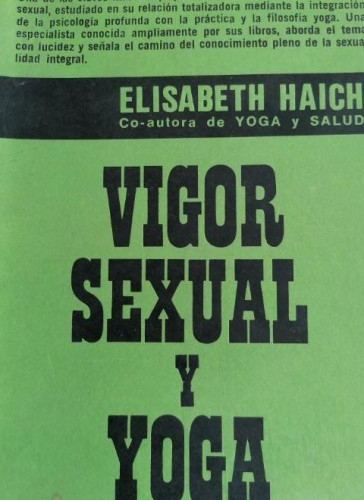 sexual, estudiado en su relación totalizadora mediante la integración
de la psicología profunda con la práctica y la filosofía yoga. Una
especialista conocida ampliamente por sus libros, aborda el tema
con lucidez y señala el camino del conocimiento pleno de la sexua-
lidad integral.
ELISABETH HAICH
Co-autora de YOGA y SALUD
VIGOR
SEXUAL
Y
YOGA